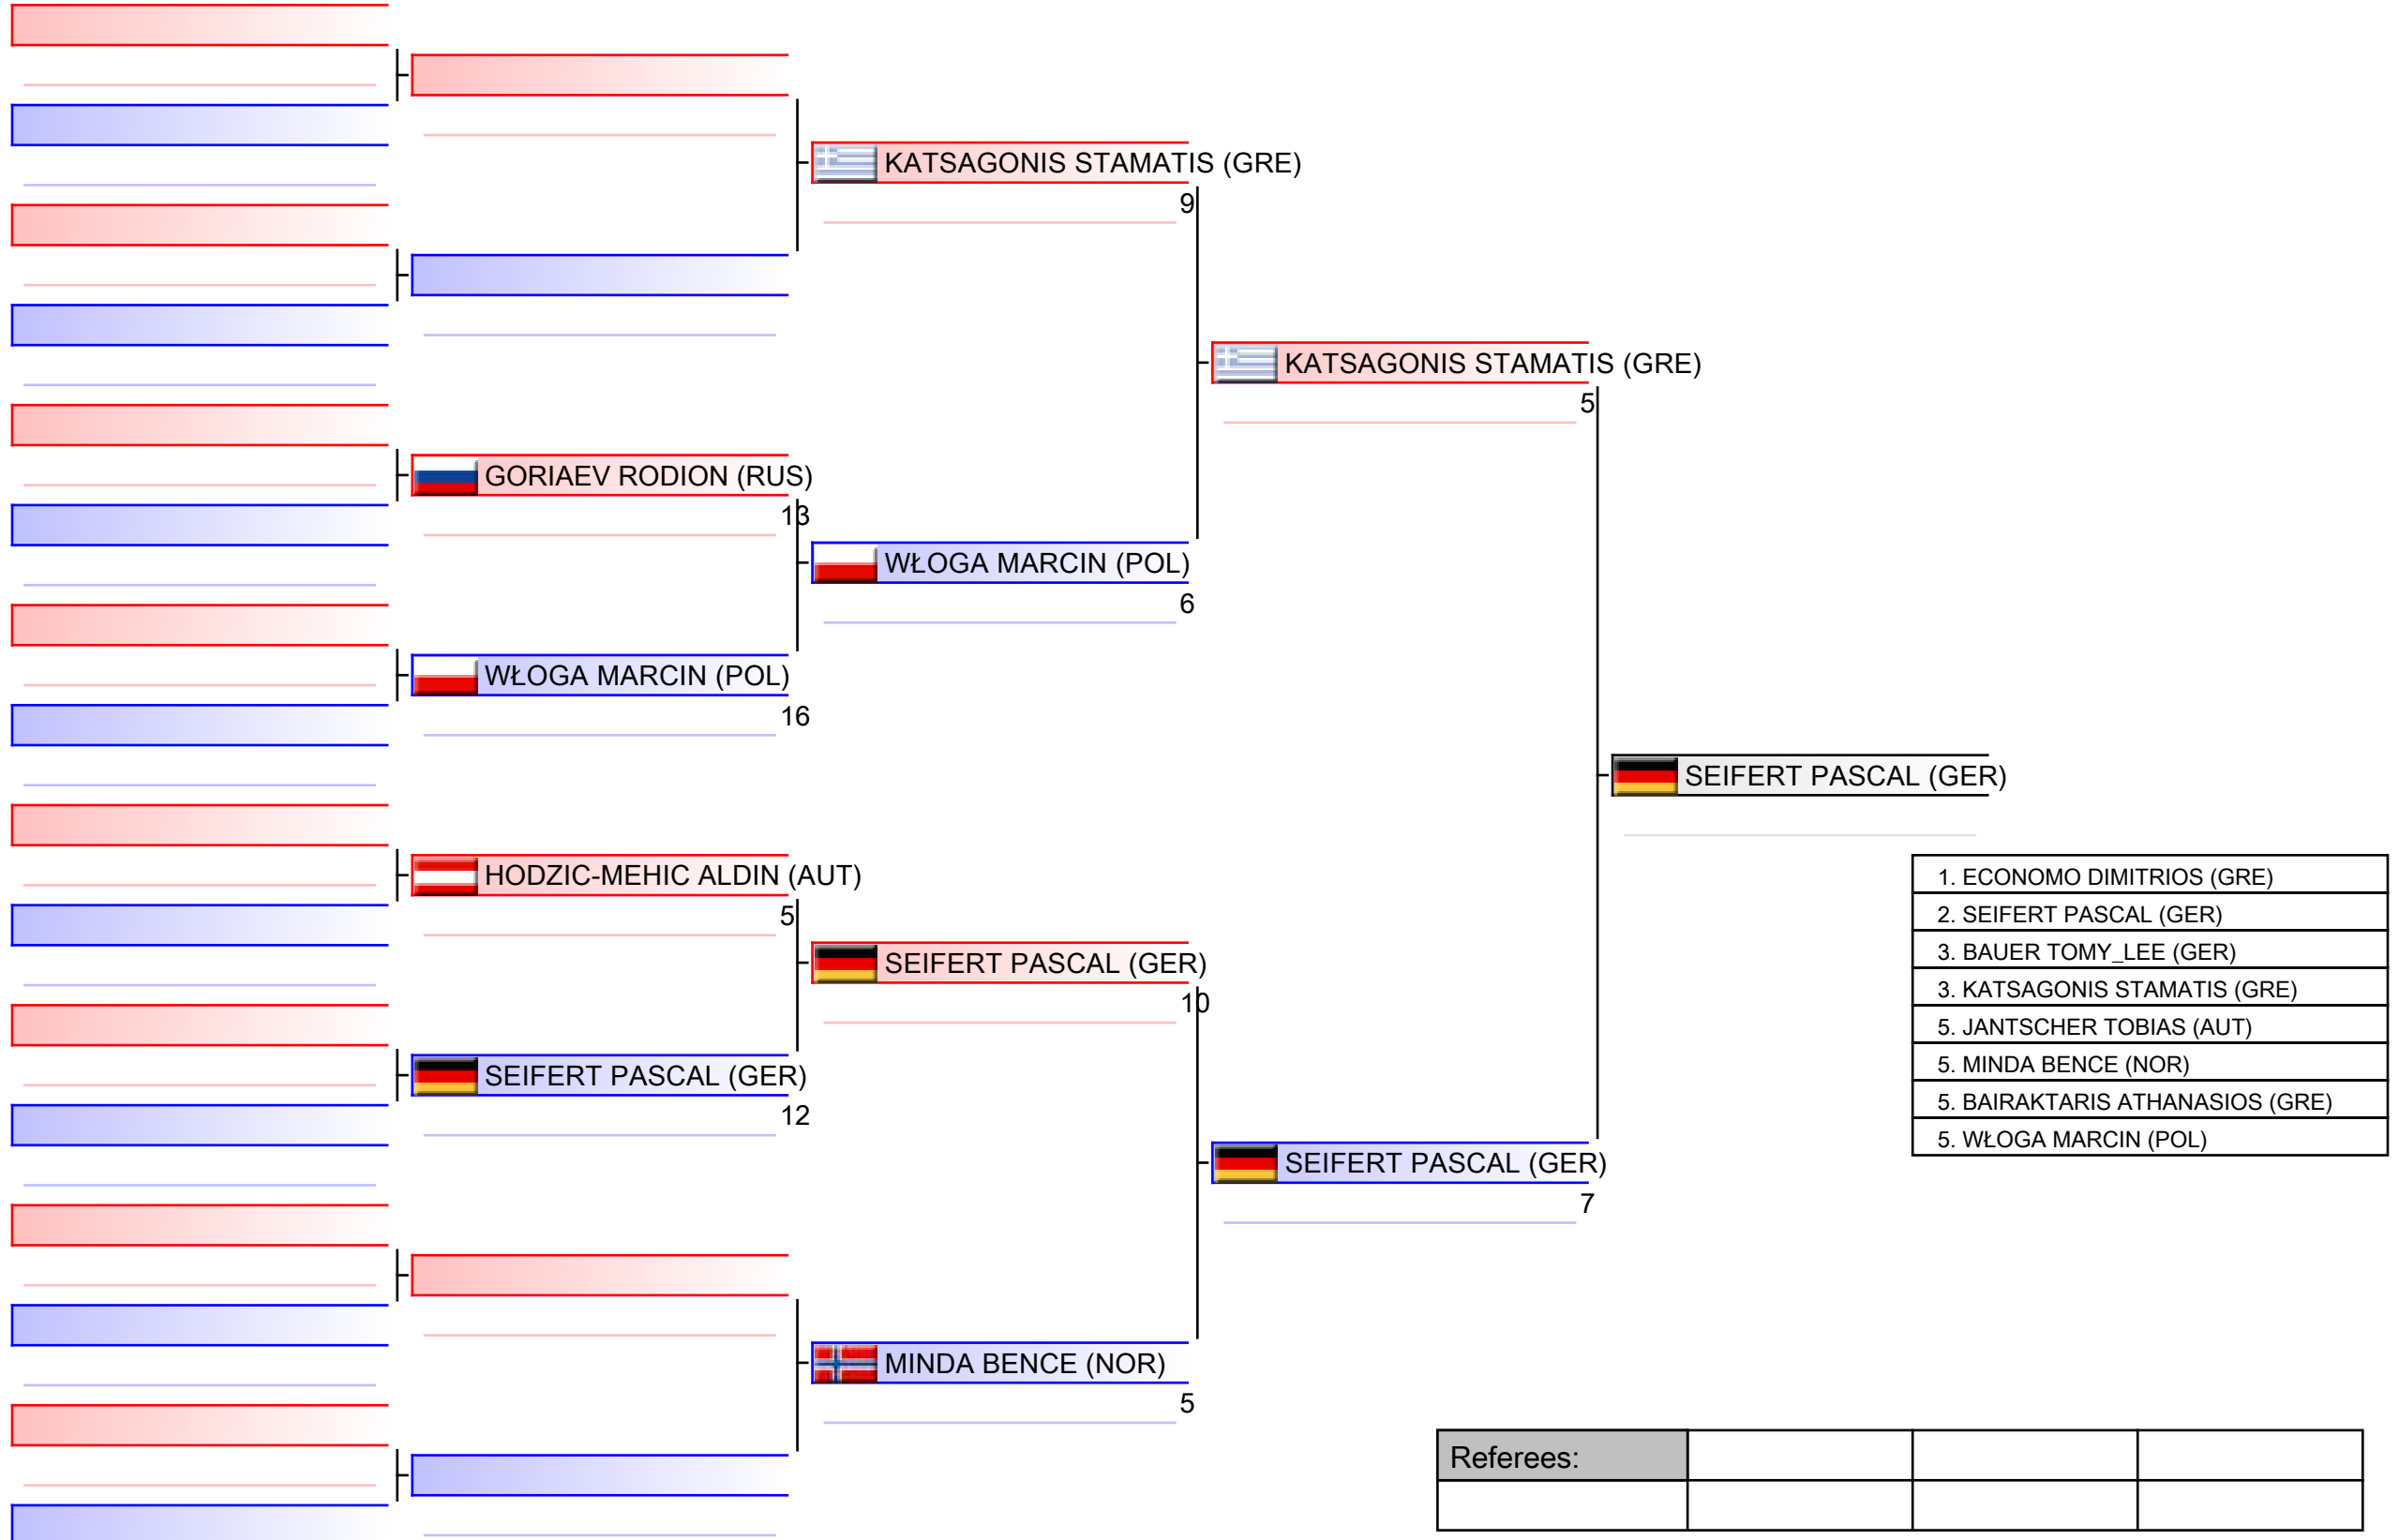 KATSAGONIS STAMATIS (GRE)
9
KATSAGONIS STAMATIS (GRE)
5
GORIAEV RODION (RUS)
13
WŁOGA MARCIN (POL)
6
WŁOGA MARCIN (POL)
16
SEIFERT PASCAL (GER)
HODZIC-MEHIC ALDIN (AUT)
5
SEIFERT PASCAL (GER)
10
SEIFERT PASCAL (GER)
12
SEIFERT PASCAL (GER)
7
MINDA BENCE (NOR)
5
1. ECONOMO DIMITRIOS (GRE)
2. SEIFERT PASCAL (GER)
3. BAUER TOMY_LEE (GER)
3. KATSAGONIS STAMATIS (GRE)
5. JANTSCHER TOBIAS (AUT)
5. MINDA BENCE (NOR)
5. BAIRAKTARIS ATHANASIOS (GRE)
5. WŁOGA MARCIN (POL)
Referees: